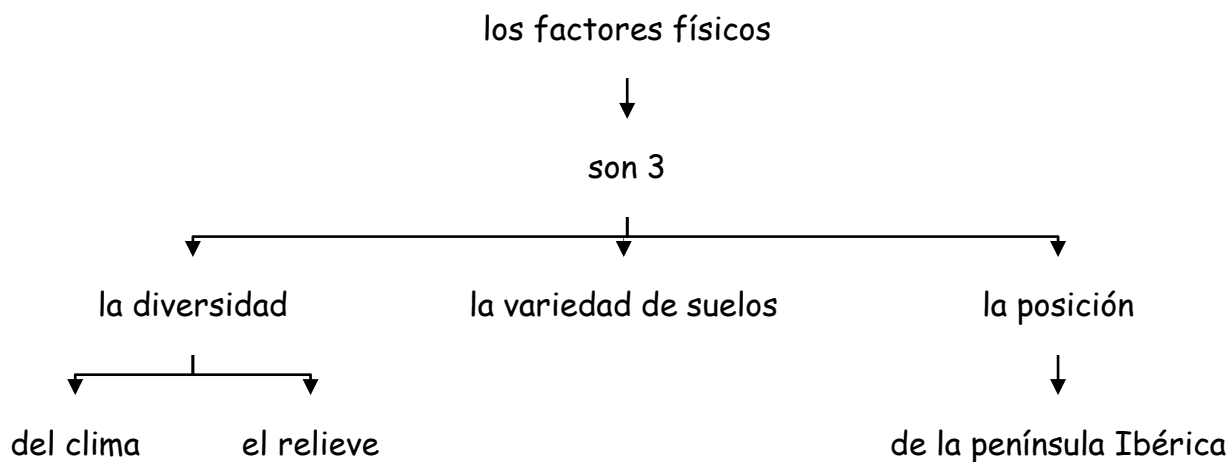 los factores físicos
son 3
la diversidad
la variedad de suelos
la posición
del clima
el relieve
de la península Ibérica